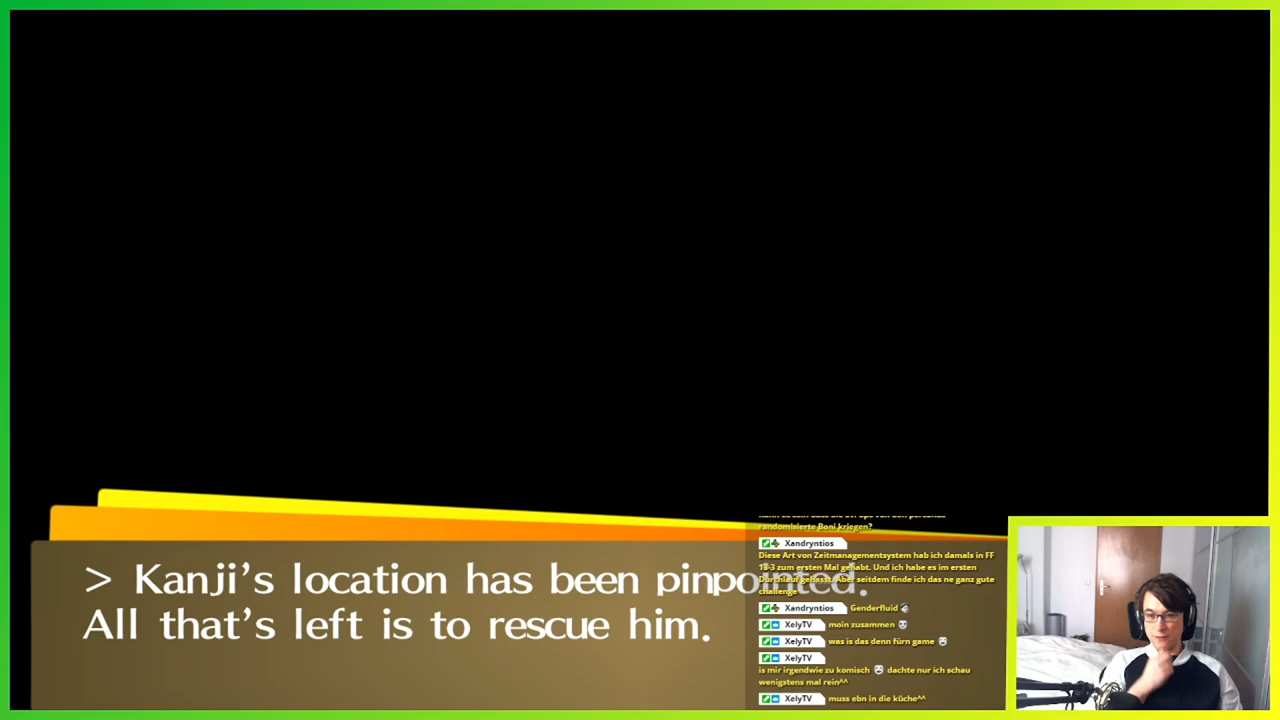 > Kanji's location has been pinpointed.
All that's left is to rescue him.
randomisierte Boni kriegen?
Xandryntios
Diese Art von Zeitmanagementsystem hab ich damals in FF
13-3 zum ersten Mal gehabt. Und ich habe es im ersten
Durchlauf gehasst. Aber seitdem finde ich das ne ganz gute
challenge
Xandryntios Genderfluid
XelyTV moin zusammen
XelyTV was is das denn fürn game
XelyTV
is mir irgendwie zu komisch dachte nur ich schau
wenigstens mal rein^^
XelyTV muss ebn in die küche^^